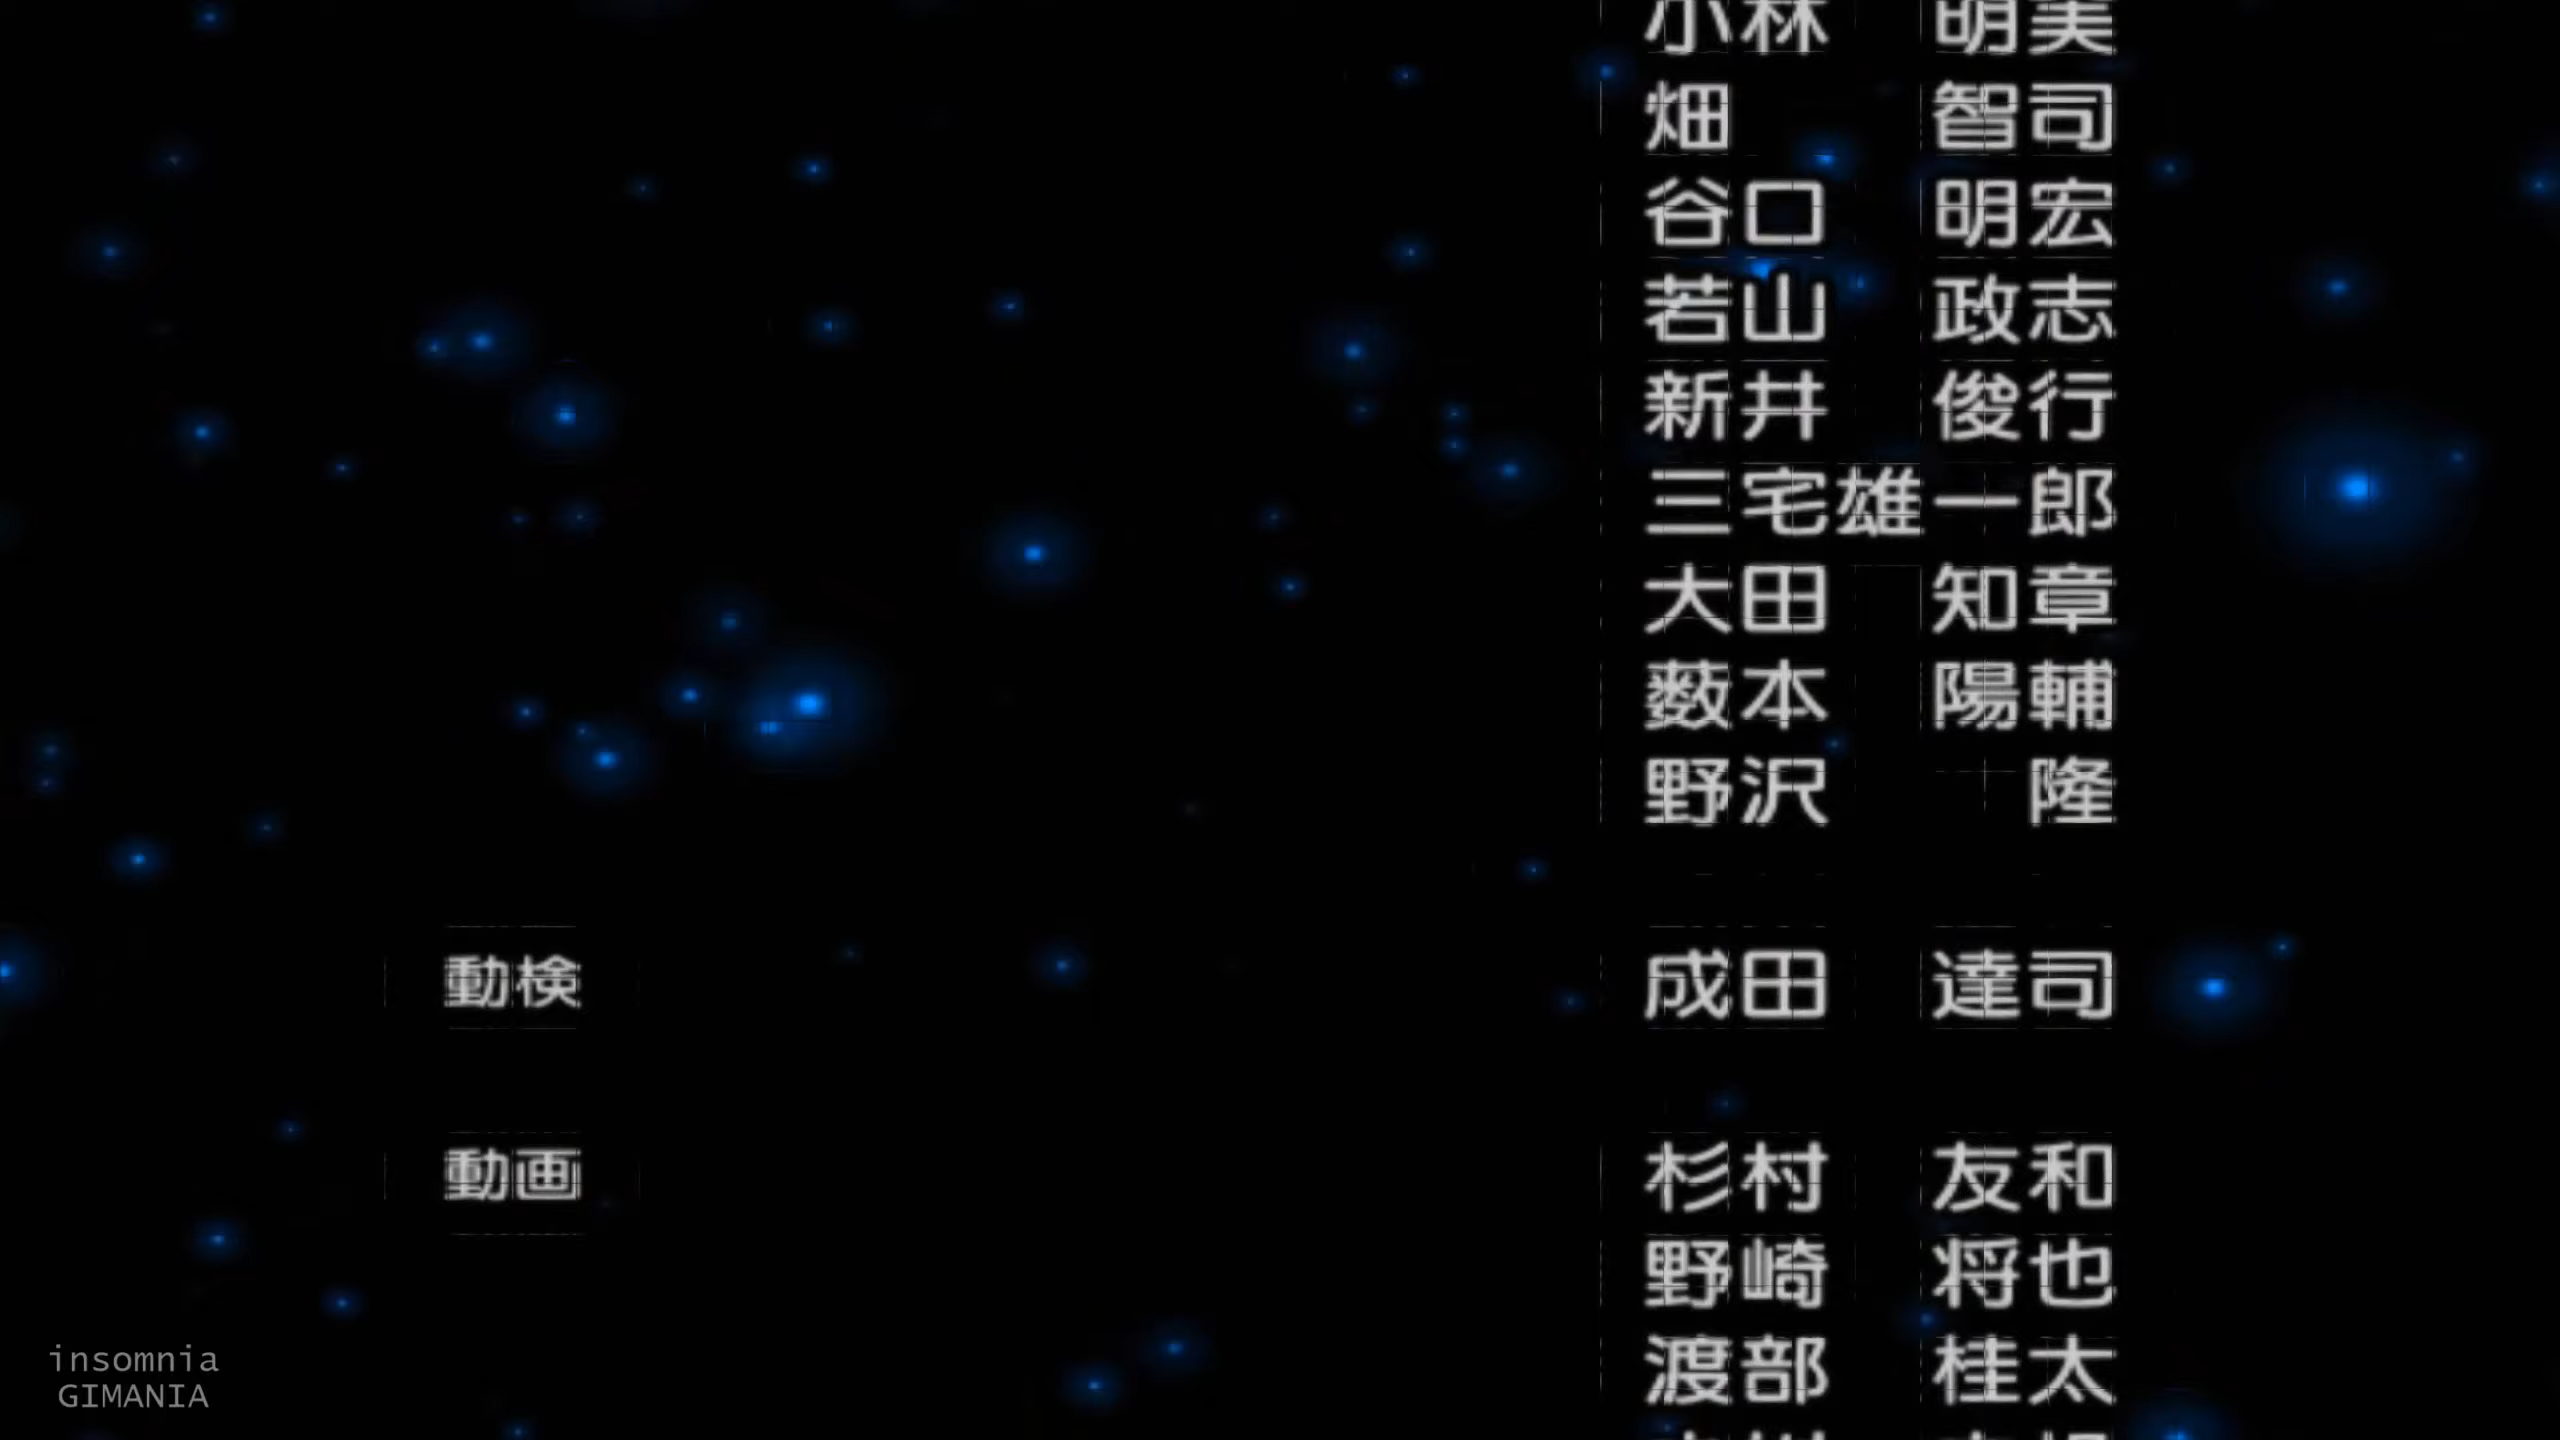 小林 明美
畑 智司
谷口 明宏
若山 政志
新井 俊行
三宅雄一郎
大田 知章
薮本 陽輔
野沢 隆
動検 成田 達司
動画 杉村 友和
野崎 将也
渡部 桂太
insomnia
GIMANIA